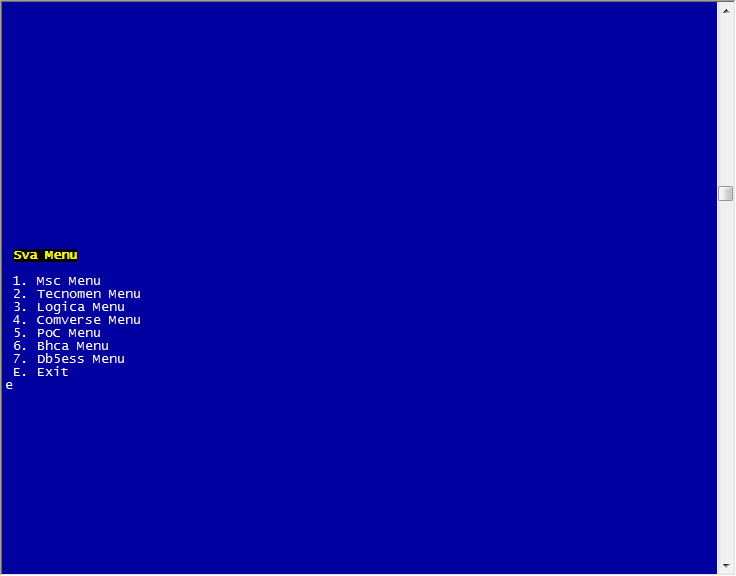 Sva Menu
1. Msc Menu
2. Tecnomen Menu
3. Logica Menu
4. Comverse Menu
5. PoC Menu
6. Bhca Menu
7. Db5ess Menu
E. Exit
e